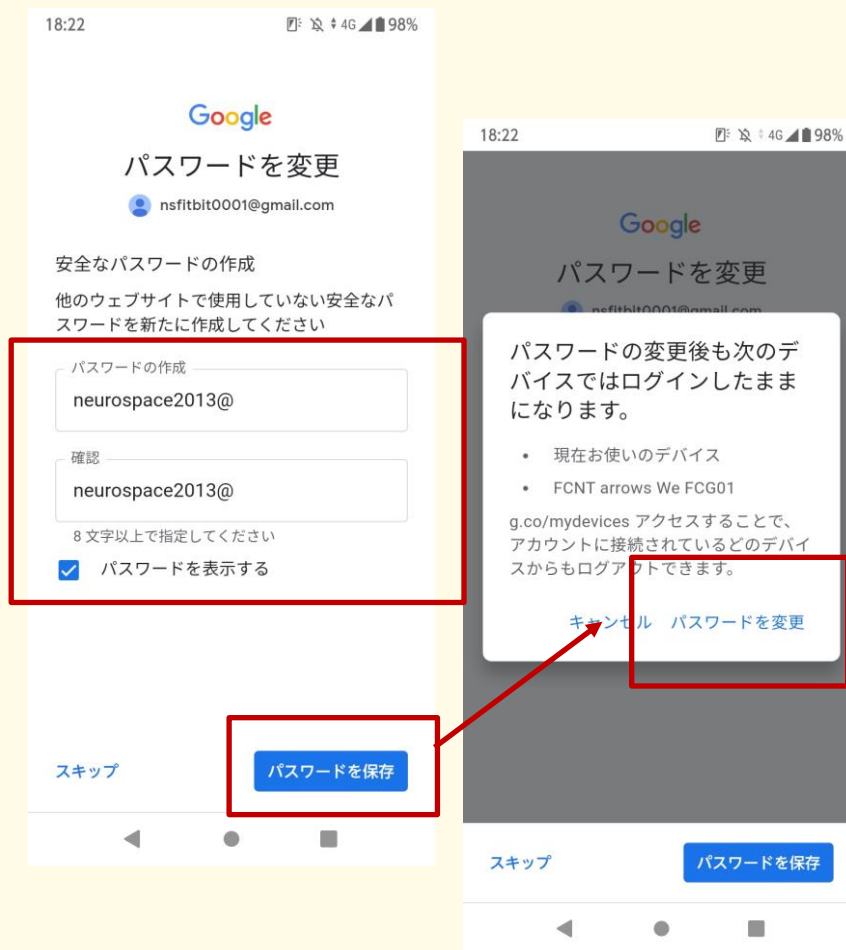 18:22
4G 98%
Google
パスワードを変更
nsfitbit0001@gmail.com
安全なパスワードの作成
他のウェブサイトで使用していない安全なパ
スワードを新たに作成してください
パスワードの作成
neurospace2013@
確認
neurospace2013@
8 文字以上で指定してください
パスワードを表示する
スキップ
パスワードを保存
18:22
4G 98%
Google
パスワードを変更
nsfitbit0001@gmail.com
パスワードの変更後も次のデ
バイスではログインしたまま
になります。
• 現在お使いのデバイス
• FCNT arrows We FCG01
g.co/mydevices アクセスすることで、
アカウントに接続されているどのデバイ
スからもログアウトできます。
キャンセル パスワードを変更
スキップ
パスワードを保存